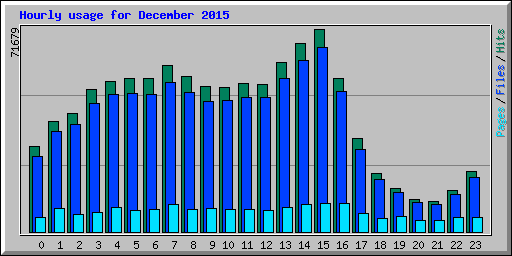 Hourly usage for December 2015
71679
Pages/Files/Hits
0 1 2 3 4 5 6 7 8 9 10 11 12 13 14 15 16 17 18 19 20 21 22 23